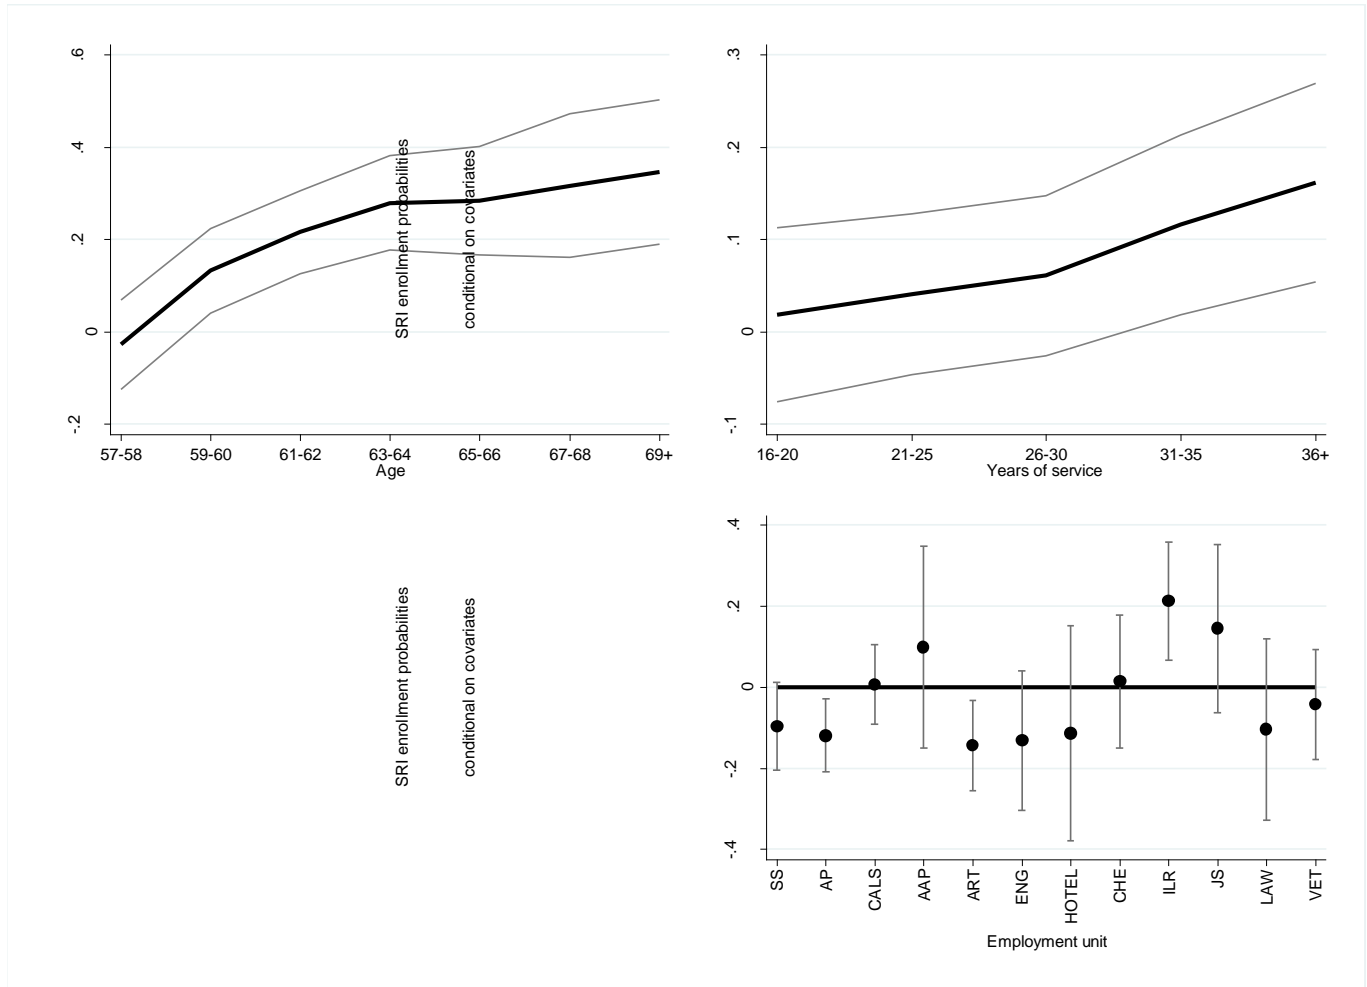 .6
.4
.2
0
-.2
SRI enrollment probabilities
conditional on covariates
57-58 59-60 61-62 63-64 65-66 67-68 69+
Age
.3
.2
.1
0
-.1
16-20 21-25 26-30 31-35 36+
Years of service
SRI enrollment probabilities
conditional on covariates
.4
.2
0
-.2
-.4
SS AP CALS AAP ART ENG HOTEL CHE ILR JS LAW VET
Employment unit